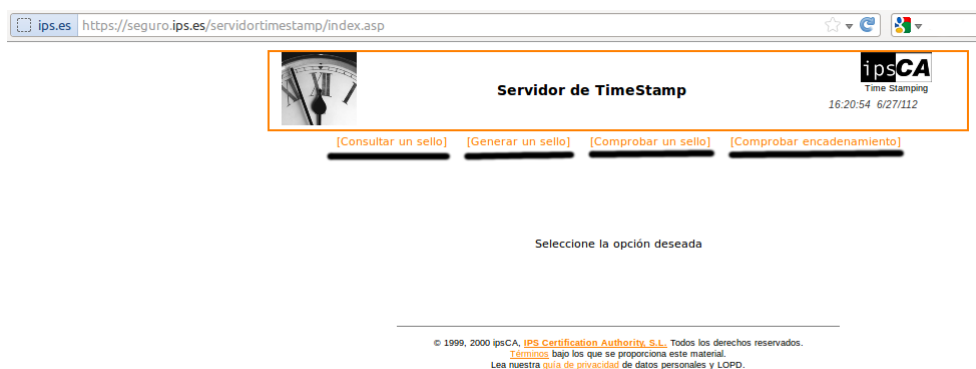 ips.es https://seguro.ips.es/servidortimestamp/index.asp
Servidor de TimeStamp
ipsCA
Time Stamping
16:20:54 6/27/112
[Consultar un sello] [Generar un sello] [Comprobar un sello] [Comprobar encadenamiento]
Seleccione la opción deseada
© 1999, 2000 ipsCA, IPS Certification Authority, S.L. Todos los derechos reservados.
Términos bajo los que se proporciona este material.
Lea nuestra guía de privacidad de datos personales y LOPD.